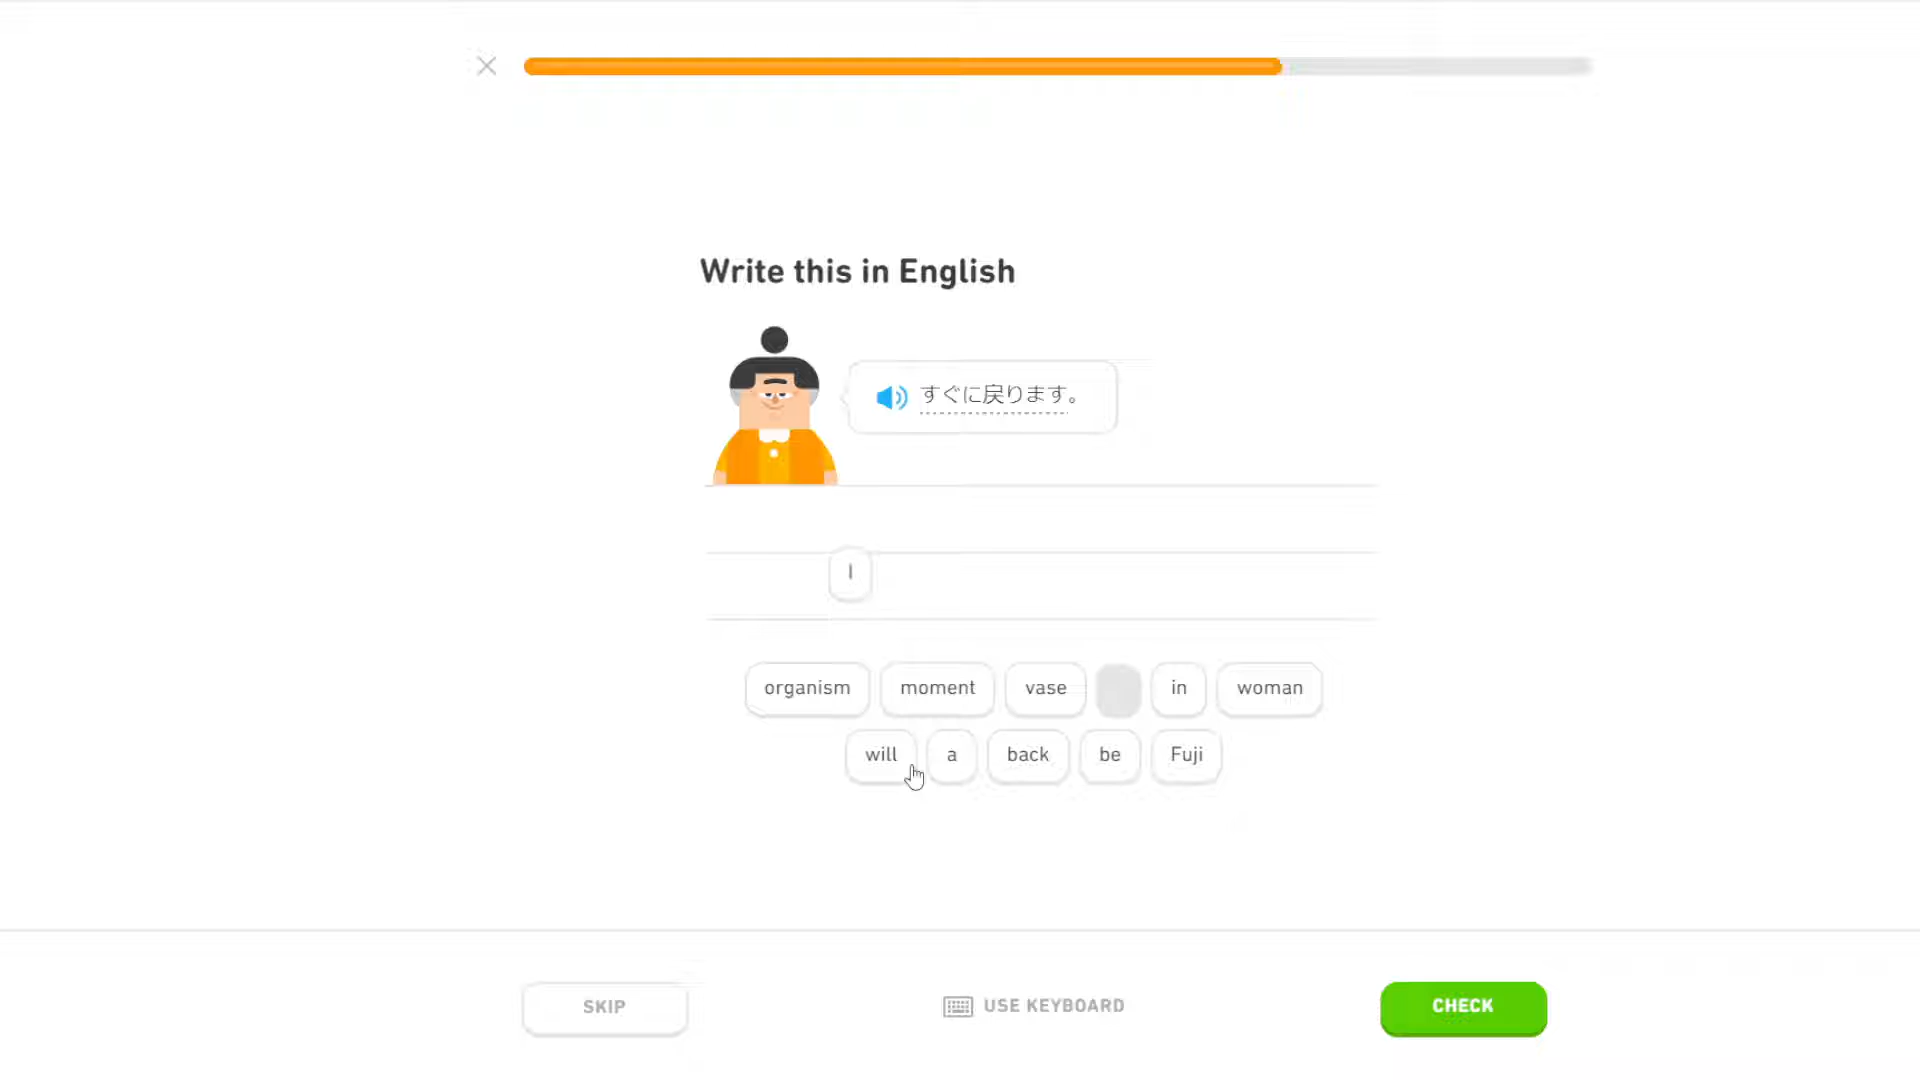 Write this in English
すぐに戻ります。
I
organism moment vase in woman
will a back be Fuji
SKIP USE KEYBOARD CHECK